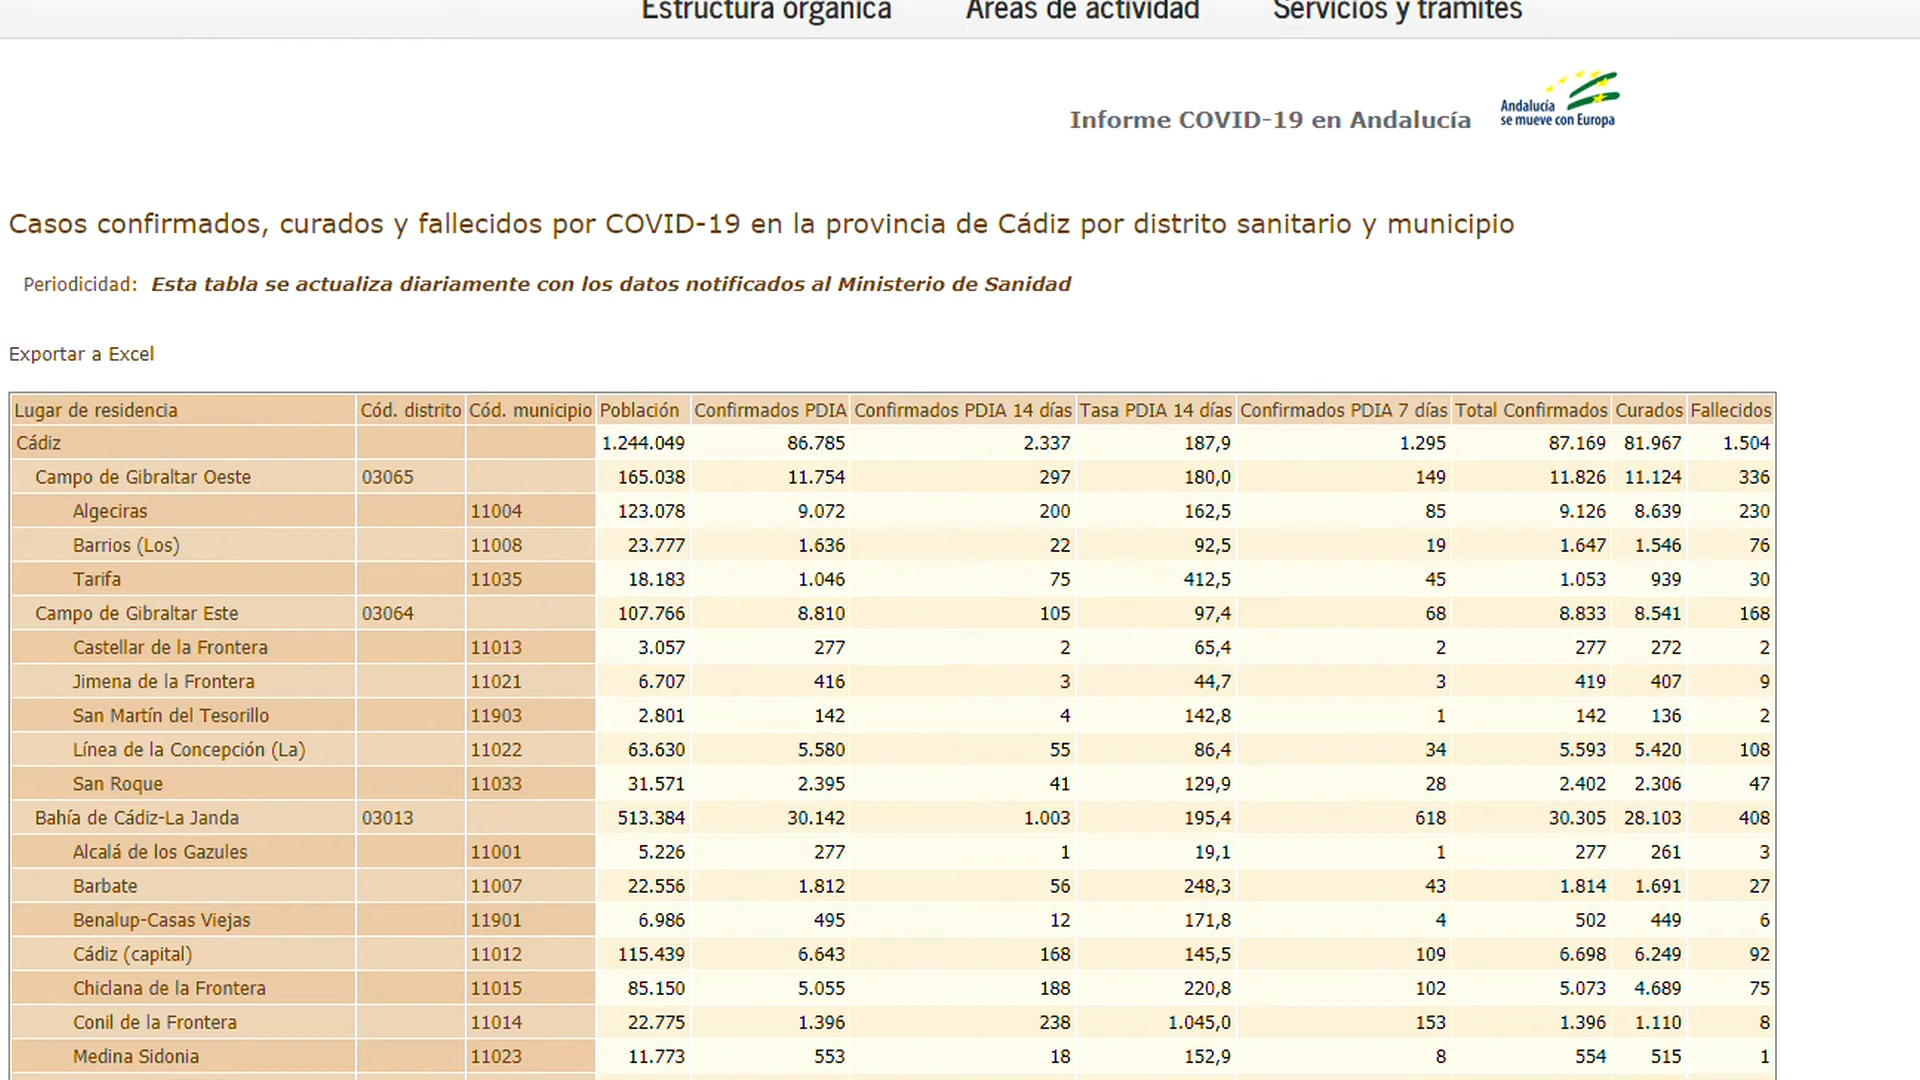 Estructura orgánica Áreas de actividad Servicios y trámites
Informe COVID-19 en Andalucía
Andalucía
se mueve con Europa
Casos confirmados, curados y fallecidos por COVID-19 en la provincia de Cádiz por distrito sanitario y municipio
Periodicidad: Esta tabla se actualiza diariamente con los datos notificados al Ministerio de Sanidad
Exportar a Excel
Lugar de residencia Cód. distrito Cód. municipio Población Confirmados PDIA Confirmados PDIA 14 días Tasa PDIA 14 días Confirmados PDIA 7 días Total Confirmados Curados Fallecidos
Cádiz 1.244.049 86.785 2.337 187,9 1.295 87.169 81.967 1.504
Campo de Gibraltar Oeste 03065 165.038 11.754 297 180,0 149 11.826 11.124 336
Algeciras 11004 123.078 9.072 200 162,5 85 9.126 8.639 230
Barrios (Los) 11008 23.777 1.636 22 92,5 19 1.647 1.546 76
Tarifa 11035 18.183 1.046 75 412,5 45 1.053 939 30
Campo de Gibraltar Este 03064 107.766 8.810 105 97,4 68 8.833 8.541 168
Castellar de la Frontera 11013 3.057 277 2 65,4 2 277 272 2
Jimena de la Frontera 11021 6.707 416 3 44,7 3 419 407 9
San Martín del Tesorillo 11903 2.801 142 4 142,8 1 142 136 2
Línea de la Concepción (La) 11022 63.630 5.580 55 86,4 34 5.593 5.420 108
San Roque 11033 31.571 2.395 41 129,9 28 2.402 2.306 47
Bahía de Cádiz-La Janda 03013 513.384 30.142 1.003 195,4 618 30.305 28.103 408
Alcalá de los Gazules 11001 5.226 277 1 19,1 1 277 261 3
Barbate 11007 22.556 1.812 56 248,3 43 1.814 1.691 27
Benalup-Casas Viejas 11901 6.986 495 12 171,8 4 502 449 6
Cádiz (capital) 11012 115.439 6.643 168 145,5 109 6.698 6.249 92
Chiclana de la Frontera 11015 85.150 5.055 188 220,8 102 5.073 4.689 75
Conil de la Frontera 11014 22.775 1.396 238 1.045,0 153 1.396 1.110 8
Medina Sidonia 11023 11.773 553 18 152,9 8 554 515 1